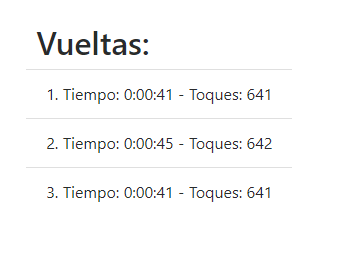 Vueltas:
1. Tiempo: 0:00:41 - Toques: 641
2. Tiempo: 0:00:45 - Toques: 642
3. Tiempo: 0:00:41 - Toques: 641